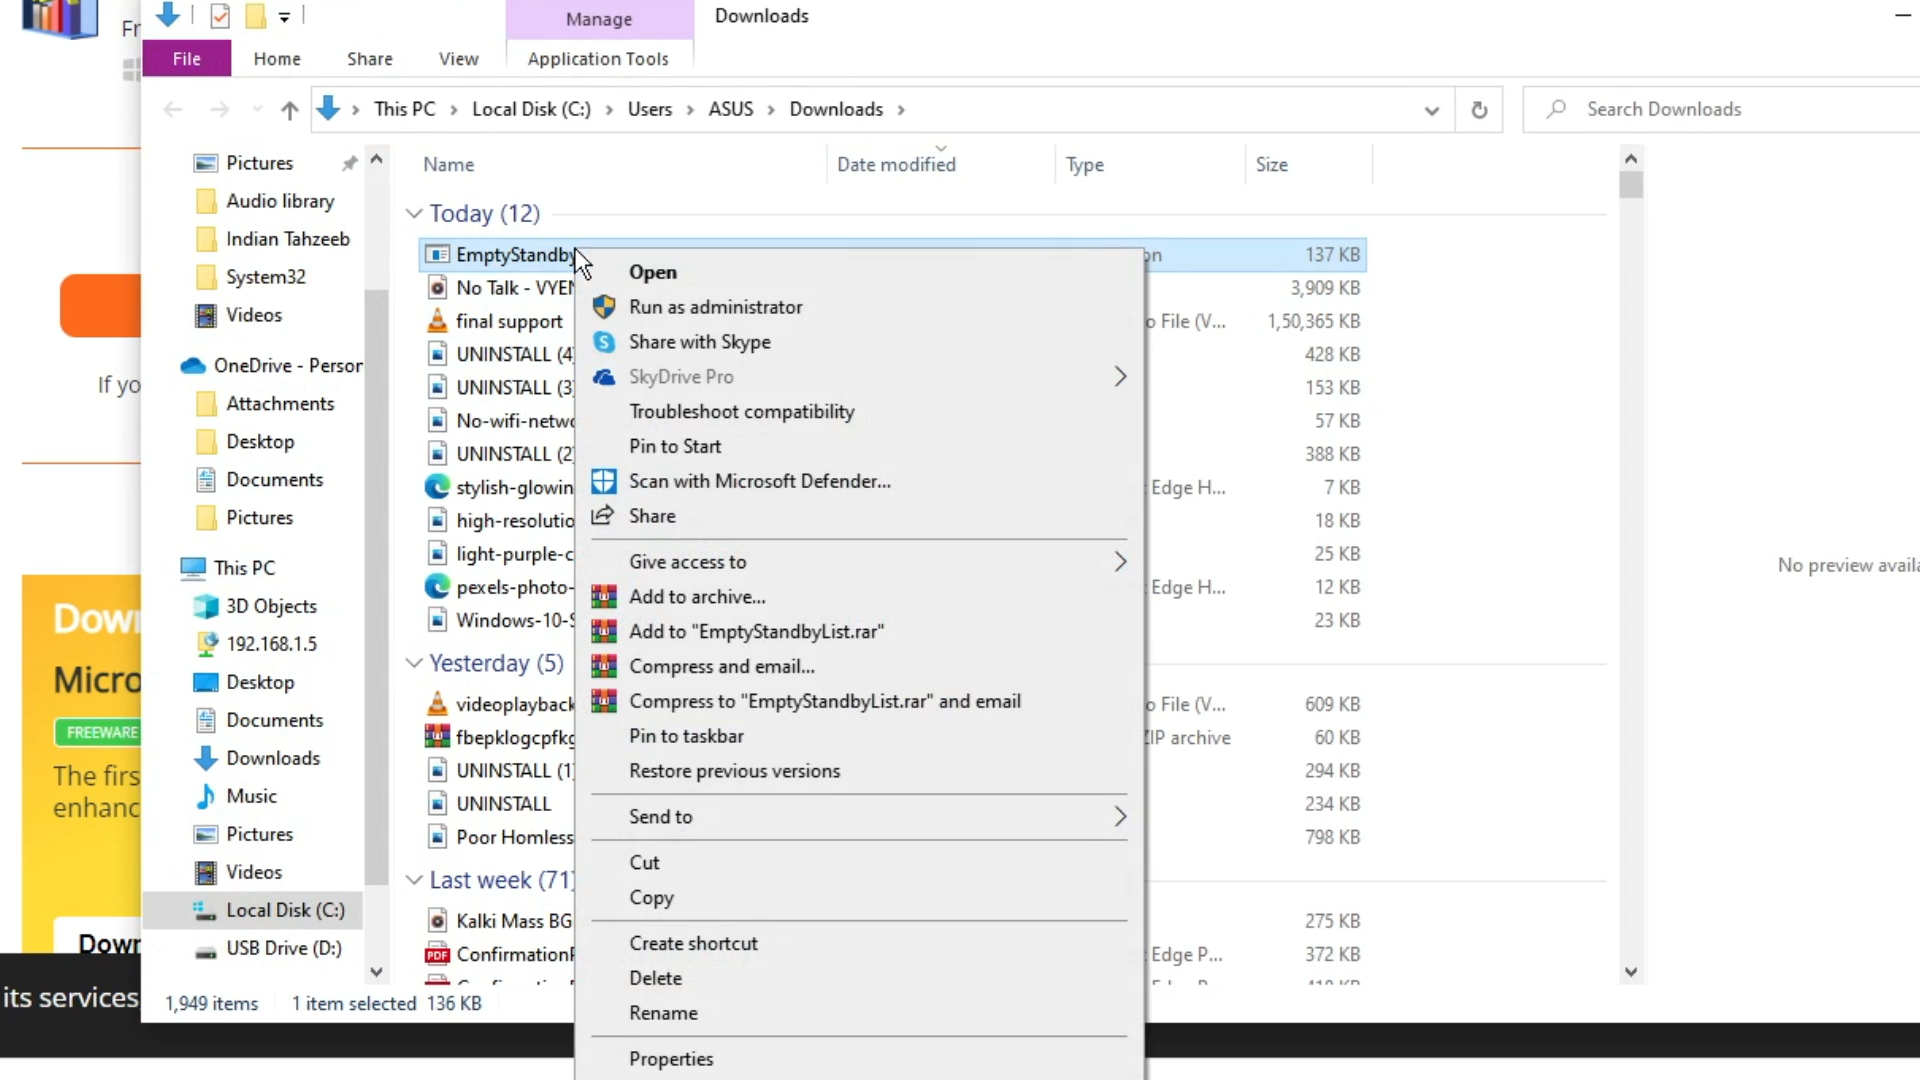 Manage
Downloads
File
Home
Share
View
Application Tools
This PC
Local Disk (C:)
Users
ASUS
Downloads
Search Downloads
Name
Date modified
Type
Size
Pictures
Audio library
Indian Tahzeeb
System32
Videos
OneDrive - Person
Attachments
Desktop
Documents
Pictures
This PC
3D Objects
192.168.1.5
Desktop
Documents
Downloads
Music
Pictures
Videos
Local Disk (C:)
USB Drive (D:)
Today (12)
EmptyStandby
on
137 KB
No Talk - VYEN
3,909 KB
final support
o File (V...
1,50,365 KB
UNINSTALL (4)
428 KB
UNINSTALL (3)
153 KB
No-wifi-netwo
57 KB
UNINSTALL (2)
388 KB
stylish-glowin
Edge H...
7 KB
high-resolutio
18 KB
light-purple-c
25 KB
pexels-photo-
Edge H...
12 KB
Windows-10-S
23 KB
Yesterday (5)
videoplayback
o File (V...
609 KB
fbepklogcpfkg
ZIP archive
60 KB
UNINSTALL (1)
294 KB
UNINSTALL
234 KB
Poor Homless
798 KB
Last week (71)
Kalki Mass BG
275 KB
Confirmation
Edge P...
372 KB
Open
Run as administrator
Share with Skype
SkyDrive Pro
Troubleshoot compatibility
Pin to Start
Scan with Microsoft Defender...
Share
Give access to
Add to archive...
Add to "EmptyStandbyList.rar"
Compress and email...
Compress to "EmptyStandbyList.rar" and email
Pin to taskbar
Restore previous versions
Send to
Cut
Copy
Create shortcut
Delete
Rename
Properties
No preview availa
1,949 items
1 item selected 136 KB
Fr
If yo
Down
Micro
FREEWARE
The firs
enhanc
Down
its services